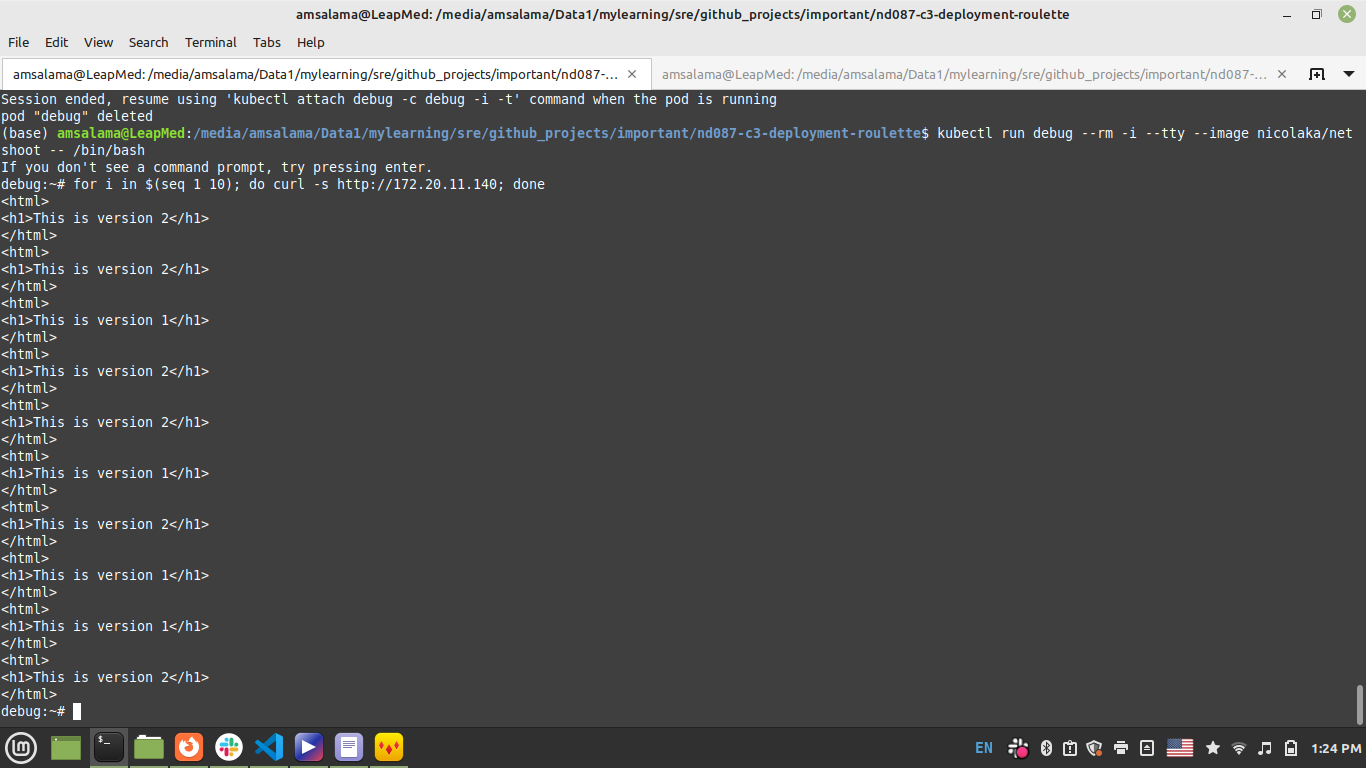 amsalama@LeapMed: /media/amsalama/Data1/mylearning/sre/github_projects/important/nd087-c3-deployment-roulette
File Edit View Search Terminal Tabs Help
amsalama@LeapMed: /media/amsalama/Data1/mylearning/sre/github_projects/important/nd087-... × amsalama@LeapMed: /media/amsalama/Data1/mylearning/sre/github_projects/important/nd087-... ×
Session ended, resume using 'kubectl attach debug -c debug -i -t' command when the pod is running
pod "debug" deleted
(base) amsalama@LeapMed:/media/amsalama/Data1/mylearning/sre/github_projects/important/nd087-c3-deployment-roulette$ kubectl run debug --rm -i --tty --image nicolaka/net
shoot -- /bin/bash
If you don't see a command prompt, try pressing enter.
debug:~# for i in $(seq 1 10); do curl -s http://172.20.11.140; done
<html>
<h1>This is version 2</h1>
</html>
<html>
<h1>This is version 2</h1>
</html>
<html>
<h1>This is version 1</h1>
</html>
<html>
<h1>This is version 2</h1>
</html>
<html>
<h1>This is version 2</h1>
</html>
<html>
<h1>This is version 1</h1>
</html>
<html>
<h1>This is version 2</h1>
</html>
<html>
<h1>This is version 1</h1>
</html>
<html>
<h1>This is version 1</h1>
</html>
<html>
<h1>This is version 2</h1>
</html>
debug:~#
EN 1:24 PM